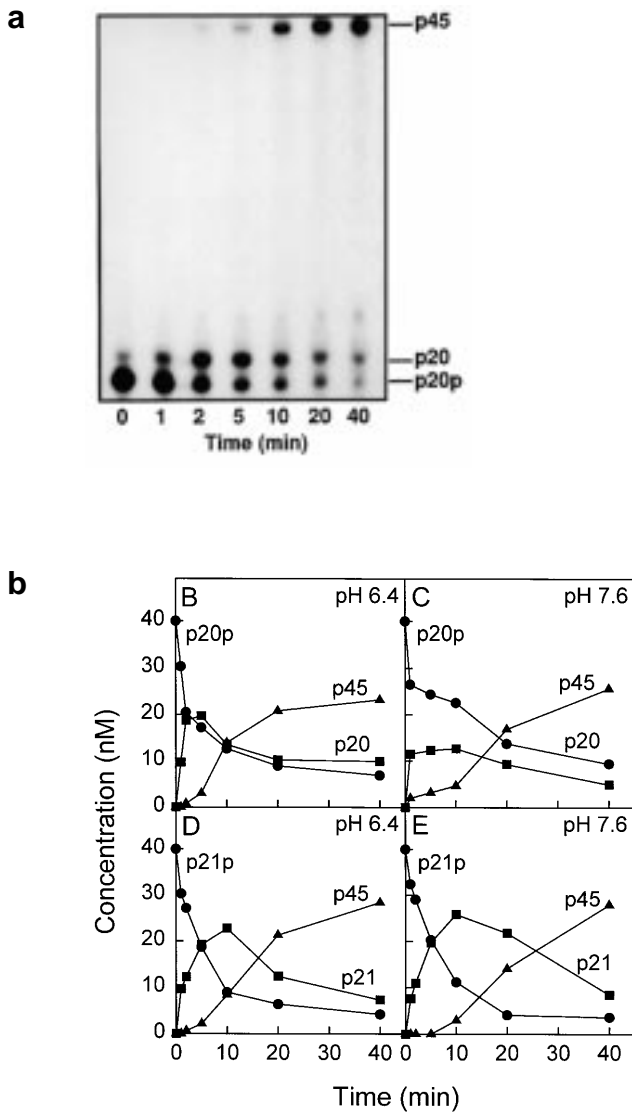 a
p45
p20
p20p
0 1 2 5 10 20 40
Time (min)
b
B pH 6.4 C pH 7.6
40
p20p p20p
30
p45 p45
20
p20 p20
10
0
D pH 6.4 E pH 7.6
40
p21p p21p
30
p45 p45
20
p21 p21
10
0
0 10 20 30 40 0 10 20 30 40
Concentration (nM)
Time (min)